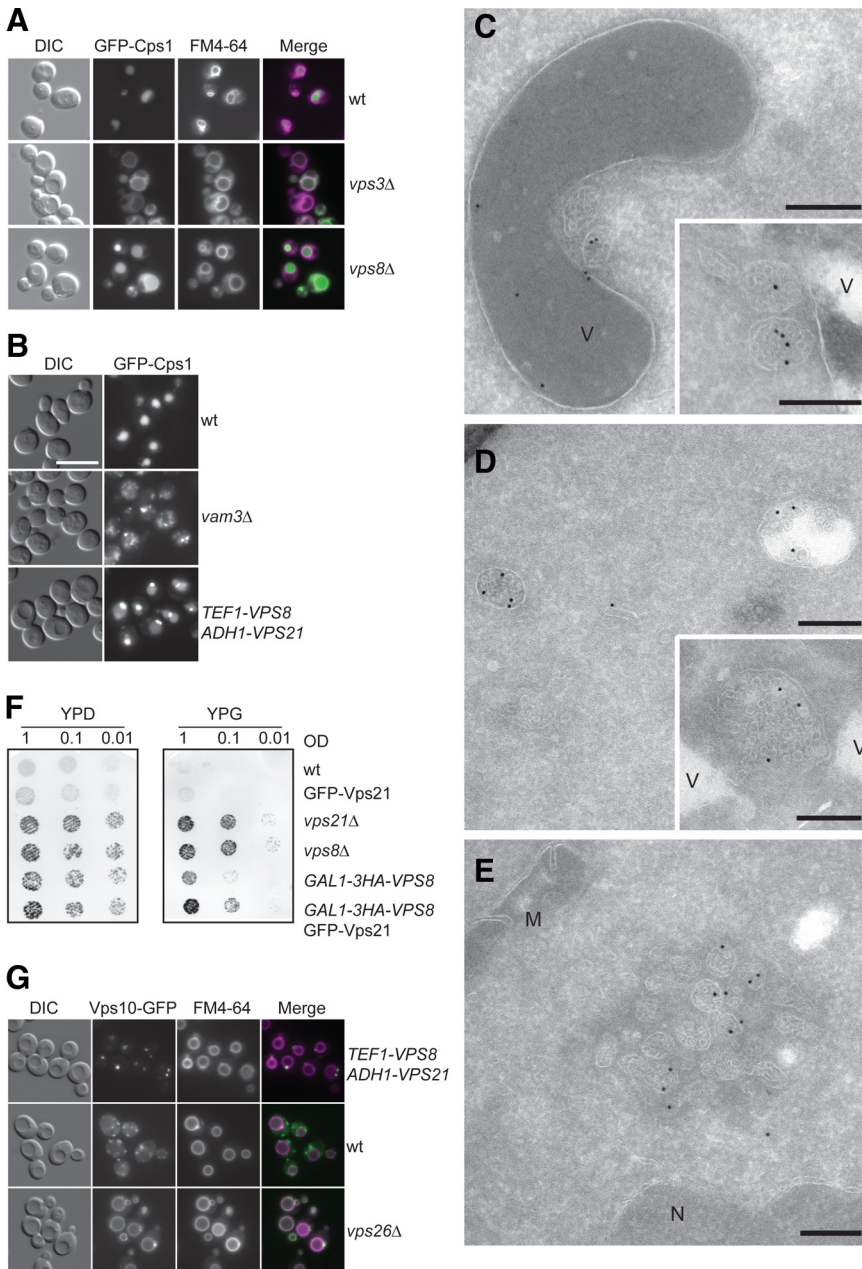 A
DIC GFP-Cps1 FM4-64 Merge
wt
vps3Δ
vps8Δ
B
DIC GFP-Cps1
wt
vam3Δ
TEF1-VPS8
ADH1-VPS21
F
YPD YPG
1 0.1 0.01 1 0.1 0.01 OD
wt
GFP-Vps21
vps21Δ
vps8Δ
GAL1-3HA-VPS8
GAL1-3HA-VPS8
GFP-Vps21
G
DIC Vps10-GFP FM4-64 Merge
TEF1-VPS8
ADH1-VPS21
wt
vps26Δ
C
V
V
D
V
V
E
M
N